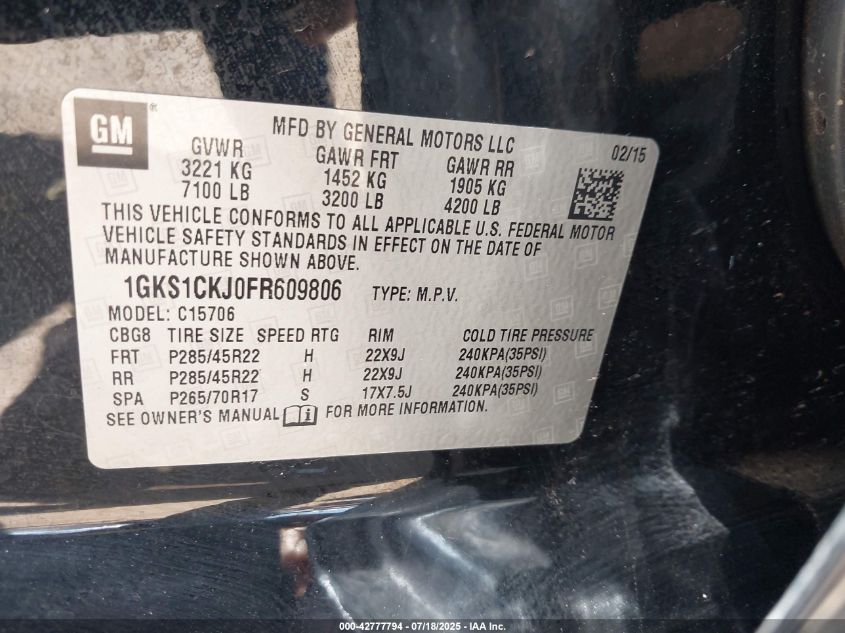 GM
®
MFD BY GENERAL MOTORS LLC
02/15
GVWR GAWR FRT GAWR RR
3221 KG 1452 KG 1905 KG
7100 LB 3200 LB 4200 LB
THIS VEHICLE CONFORMS TO ALL APPLICABLE U.S. FEDERAL MOTOR
VEHICLE SAFETY STANDARDS IN EFFECT ON THE DATE OF
MANUFACTURE SHOWN ABOVE.
1GKS1CKJ0FR609806 TYPE: M.P.V.
MODEL: C15706
CBG8 TIRE SIZE SPEED RTG RIM COLD TIRE PRESSURE
FRT P285/45R22 H 22X9J 240KPA(35PSI)
RR P285/45R22 H 22X9J 240KPA(35PSI)
SPA P265/70R17 S 17X7.5J 240KPA(35PSI)
SEE OWNER'S MANUAL FOR MORE INFORMATION.
000-42777794 - 07/18/2025 - IAA Inc.